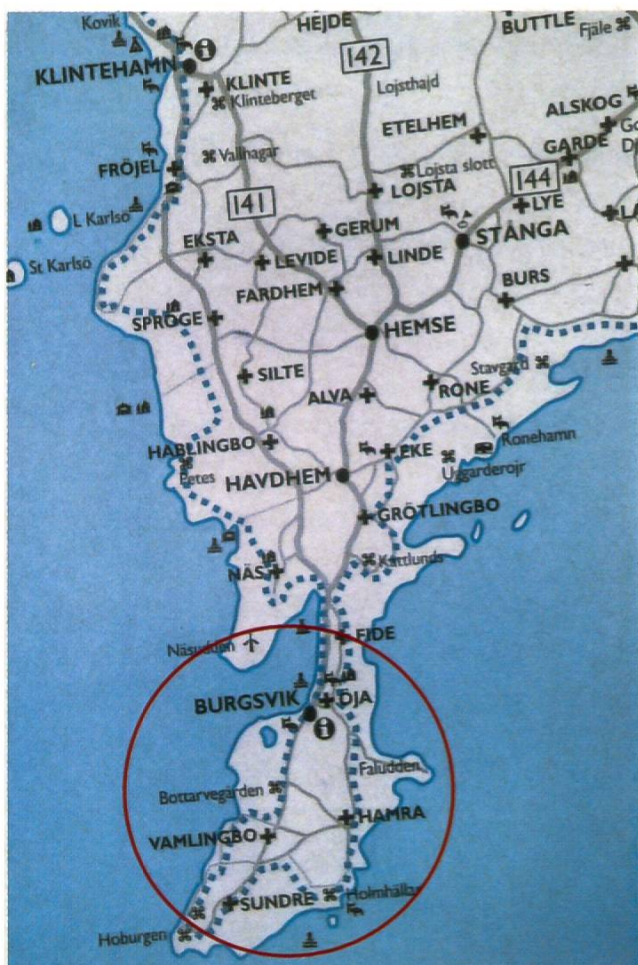 Kovik
HEJDE
BUTTLE
Fjäle
142
KLINTEHAMN
KLINTE
Klinteberget
Lojsthajd
ALSKOG
ETELHEM
GARDE
Vallhagar
FRÖJEL
Lojsta slott
LOJSTA
144
LYE
141
L Karlsö
GERUM
STÅNGA
EKSTA
LEVIDE
LINDE
St Karlsö
FARDHEM
BURS
SPROGE
HEMSE
Stavgard
SILTE
ALVA
RONE
Ronehamn
HABLINGBO
EKE
Petes
Uggarderojr
HAVDHEM
GRÖTLINGBO
Kattlunds
NÄS
Näsudden
FIDE
BURGSVIK
ÖJA
Faludden
Bottarvegården
HAMRA
VAMLINGBO
SUNDRE
Holmhällar
Hoburgen